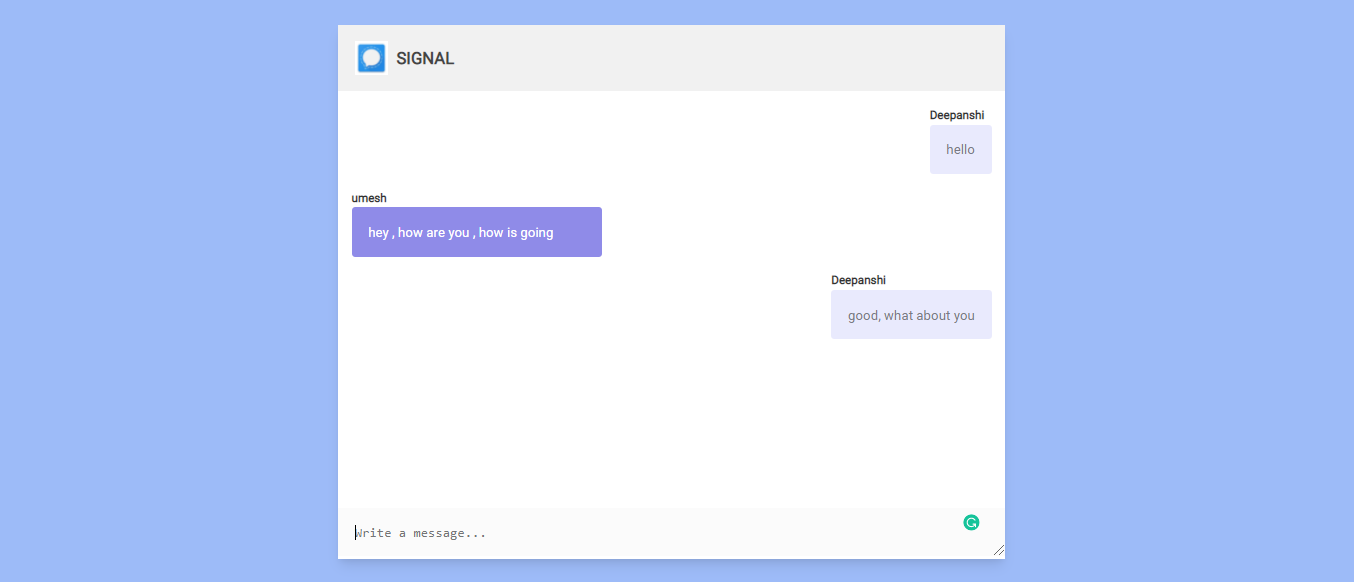 SIGNAL
Deepanshi
hello
umesh
hey , how are you , how is going
Deepanshi
good, what about you
Write a message...